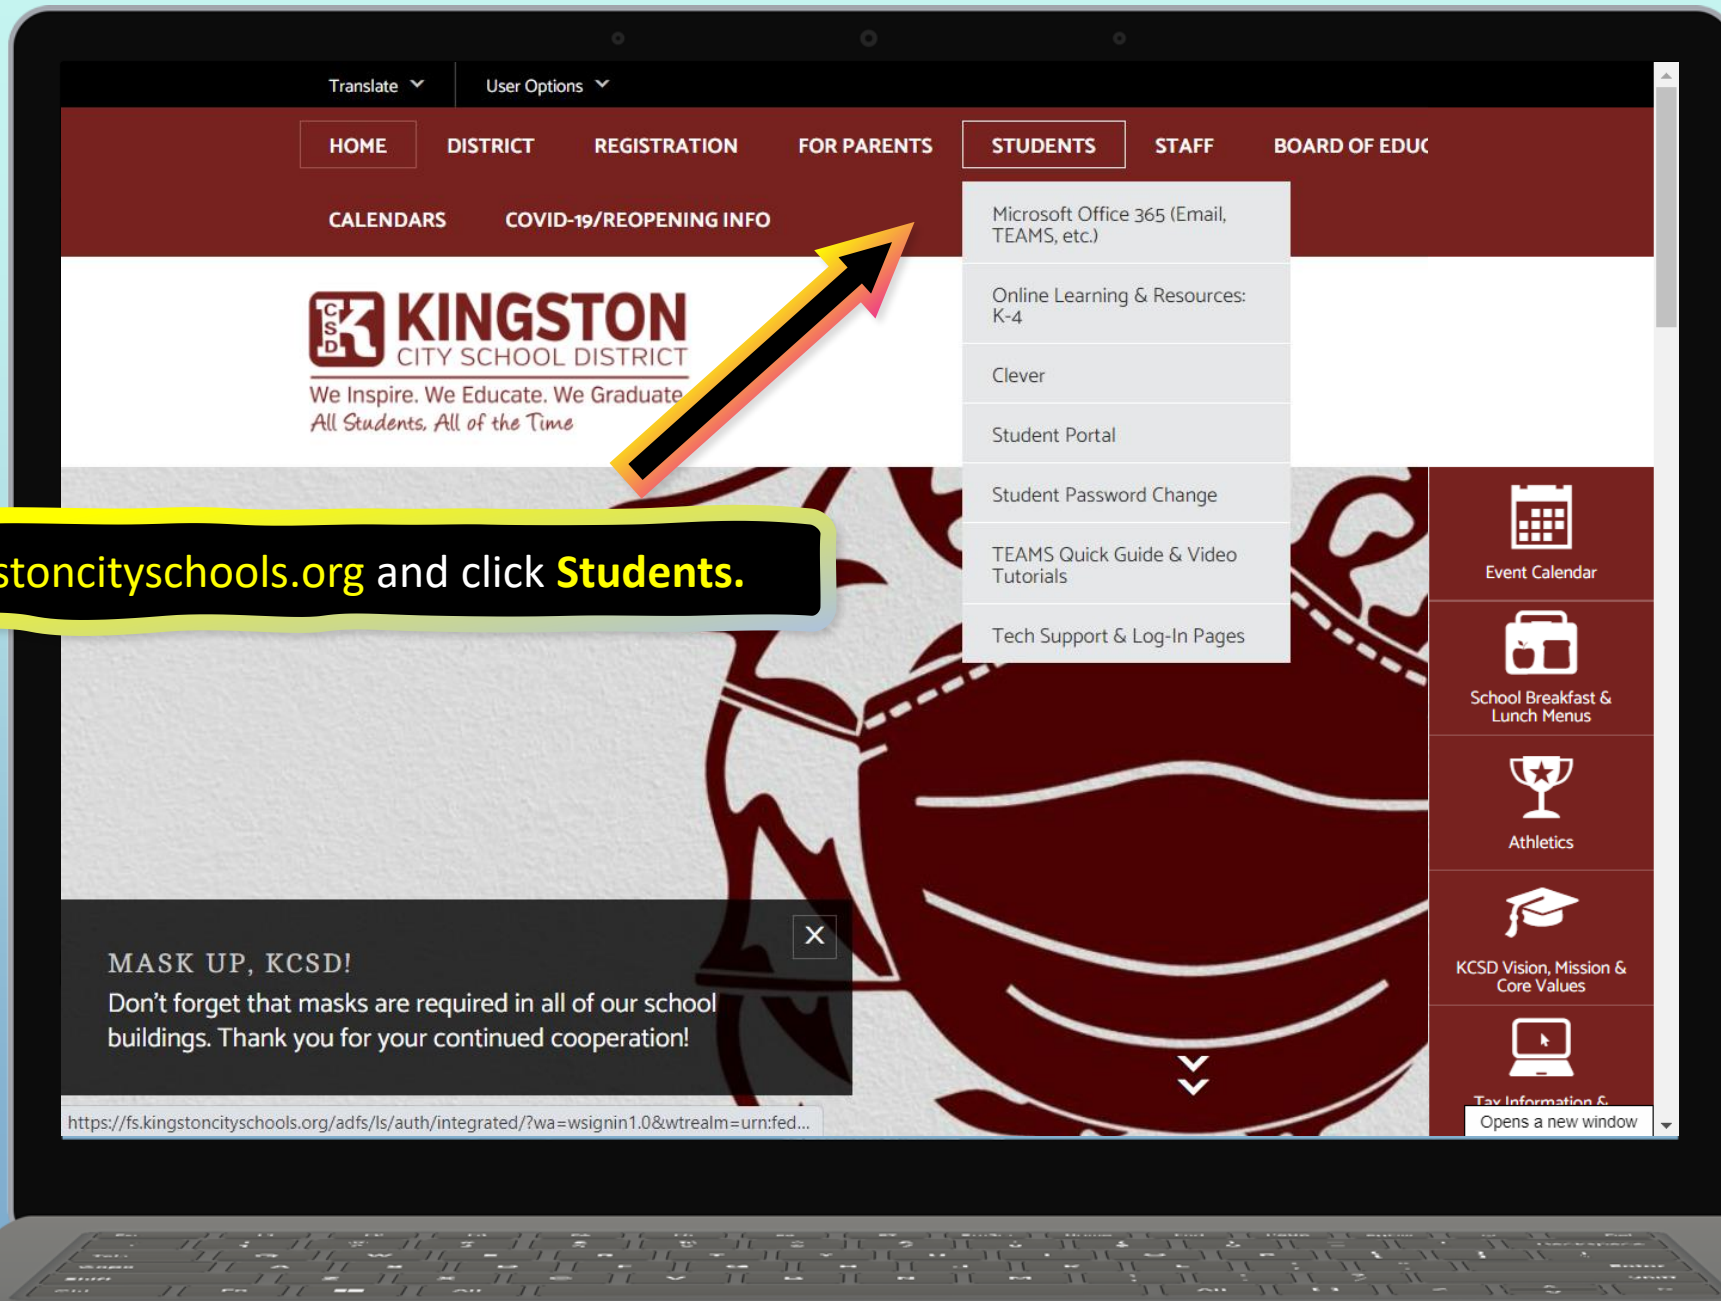 Translate
User Options
HOME
DISTRICT
REGISTRATION
FOR PARENTS
STUDENTS
STAFF
BOARD OF EDUC
CALENDARS
COVID-19/REOPENING INFO
Microsoft Office 365 (Email,
TEAMS, etc.)
Online Learning & Resources:
K-4
Clever
Student Portal
Student Password Change
TEAMS Quick Guide & Video
Tutorials
Tech Support & Log-In Pages
CSD K
KINGSTON
CITY SCHOOL DISTRICT
We Inspire. We Educate. We Graduate
All Students, All of the Time
stoncityschools.org and click Students.
Event Calendar
School Breakfast &
Lunch Menus
Athletics
KCSD Vision, Mission &
Core Values
Tax Information &
MASK UP, KCSD!
X
Don't forget that masks are required in all of our school
buildings. Thank you for your continued cooperation!
https://fs.kingstoncityschools.org/adfs/ls/auth/integrated/?wa=wsignin1.0&wtrealm=urn:fed...
Opens a new window